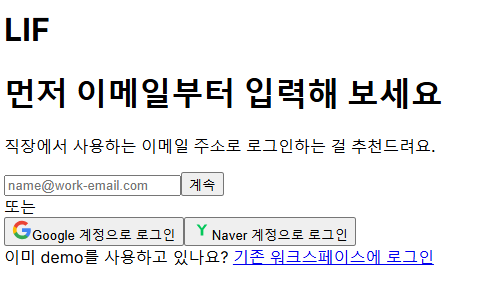 LIF
먼저 이메일부터 입력해 보세요
직장에서 사용하는 이메일 주소로 로그인하는 걸 추천드려요.
name@work-email.com 계속
또는
Google 계정으로 로그인 Naver 계정으로 로그인
이미 demo를 사용하고 있나요? 기존 워크스페이스에 로그인